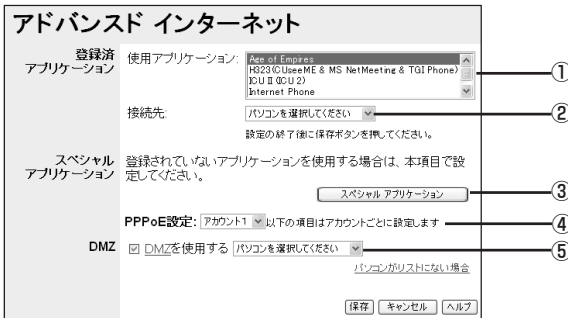 アドバンスド インターネット
登録済
アプリケーション
使用アプリケーション:
Age of Empires
H323(CUseeME & MS NetMeeting & TGI Phone)
ICU II (ICU 2)
Internet Phone
①
接続先:
パソコンを選択してください
②
設定の終了後に保存ボタンを押してください。
スペシャル
アプリケーション
登録されていないアプリケーションを使用する場合は、本項目で設
定してください。
スペシャル アプリケーション
③
PPPoE設定: アカウント1 以下の項目はアカウントごとに設定します
④
DMZ
DMZを使用する パソコンを選択してください
⑤
パソコンがリストにない場合
保存 キャンセル ヘルプ